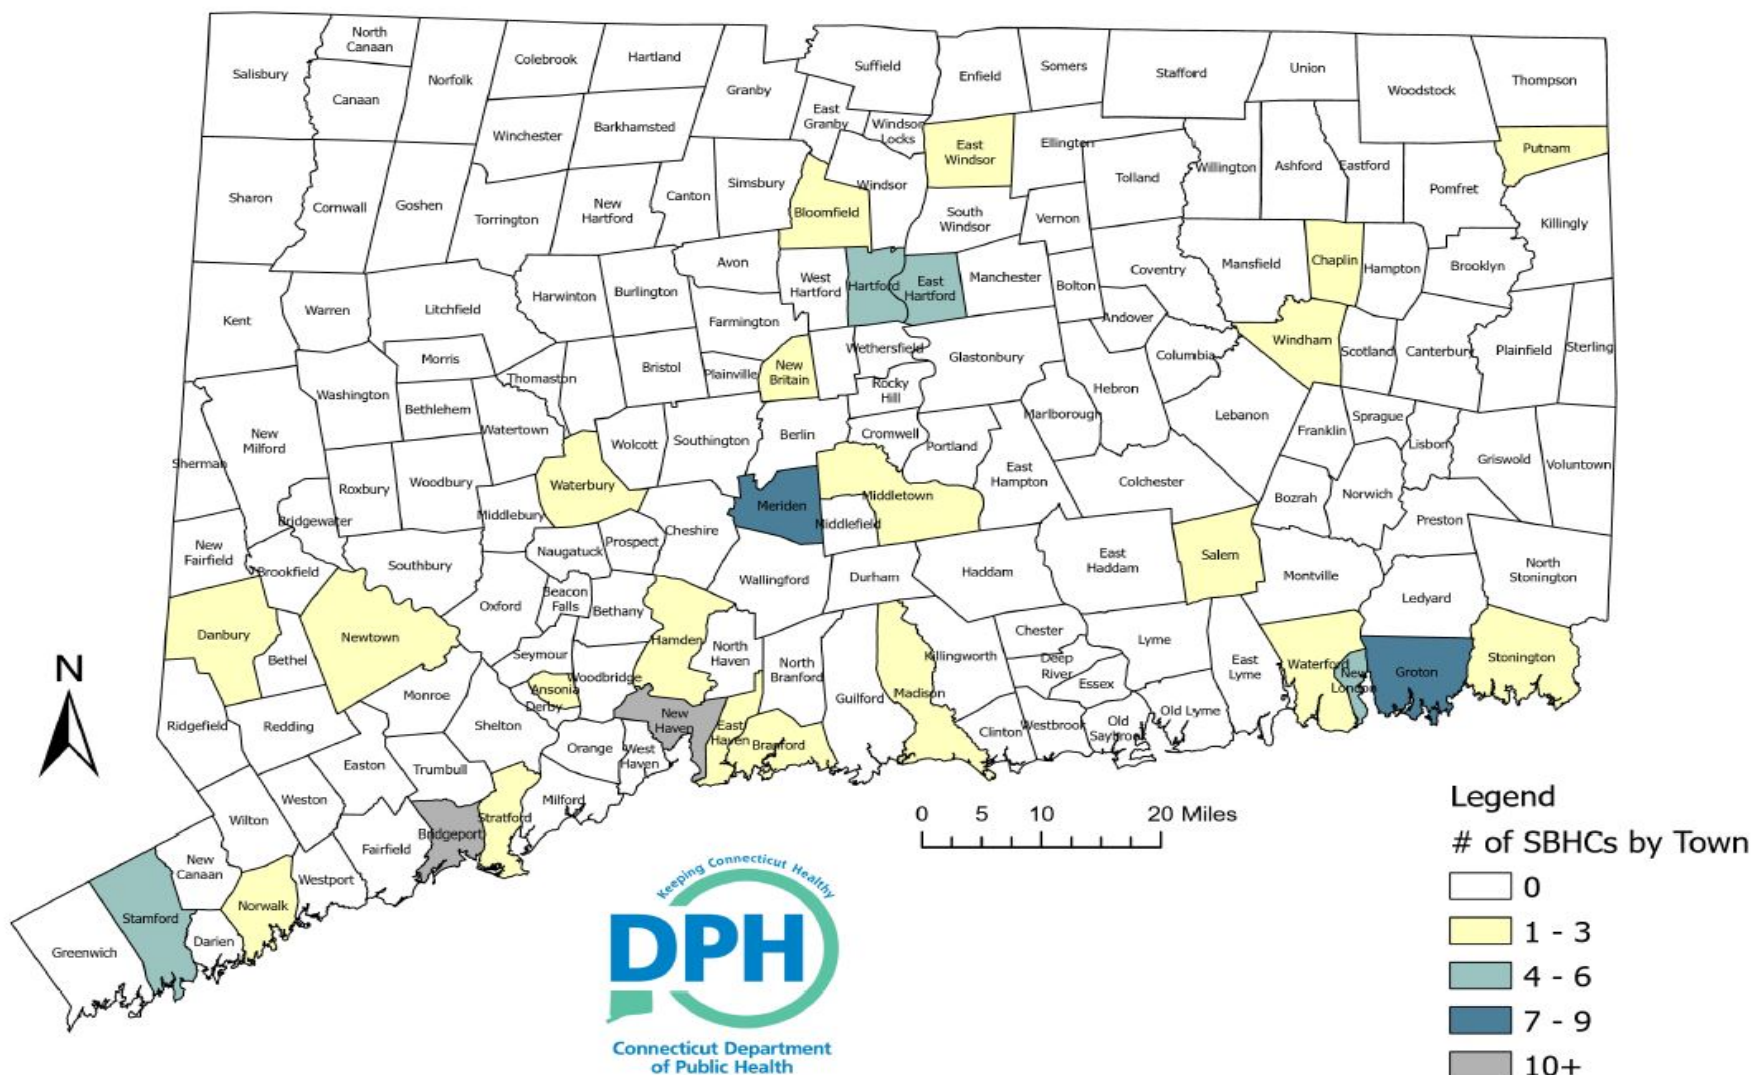 North
Canaan
Salisbury
Canaan
Norfolk
Colebrook
Hartland
Granby
Suffield
East
Granby
Windsor
Locks
Enfield
Somers
Stafford
Union
Woodstock
Thompson
Winchester
Barkhamsted
East
Windsor
Ellington
Putnam
Sharon
Cornwall
Goshen
Torrington
New
Hartford
Canton
Simsbury
Bloomfield
Windsor
South
Windsor
Vernon
Tolland
Willington
Ashford
Eastford
Pomfret
Killingly
Kent
Warren
Litchfield
Harwinton
Burlington
Avon
Farmington
West
Hartford
Hartford
East
Hartford
Manchester
Bolton
Coventry
Andover
Mansfield
Chaplin
Hampton
Brooklyn
Morris
Thomaston
Bristol
Plainville
New
Britain
Wethersfield
Rocky
Hill
Glastonbury
Hebron
Columbia
Windham
Scotland
Canterbury
Plainfield
Sterling
Washington
Bethlehem
Watertown
Wolcott
Southington
Berlin
Cromwell
Portland
Marlborough
Lebanon
Franklin
Sprague
Lisbon
Griswold
Voluntown
Sherman
New
Milford
Roxbury
Woodbury
Waterbury
Bridgewater
Middlebury
Cheshire
Meriden
Middletown
Middlefield
East
Hampton
Colchester
Bozrah
Norwich
Preston
New
Fairfield
Brookfield
Southbury
Naugatuck
Prospect
Wallingford
Durham
Haddam
East
Haddam
Salem
Montville
Ledyard
North
Stonington
Danbury
Bethel
Newtown
Oxford
Beacon
Falls
Bethany
Hamden
North
Haven
North
Branford
Guilford
Madison
Killingworth
Chester
Deep
River
Essex
Lyme
East
Lyme
Waterford
New
London
Groton
Stonington
Seymour
Woodbridge
Ansonia
Derby
Monroe
Shelton
Ridgefield
Redding
Orange
West
Haven
New
Haven
East
Haven
Branford
Clinton
Westbrook
Old
Saybrook
Old Lyme
Easton
Trumbull
Weston
Wilton
Milford
Stratford
Bridgeport
Fairfield
New
Canaan
Westport
Norwalk
Stamford
Darien
Greenwich
N
0 5 10 20 Miles
Keeping Connecticut Healthy
DPH
Connecticut Department
of Public Health
Legend
# of SBHCs by Town
0
1 - 3
4 - 6
7 - 9
10+